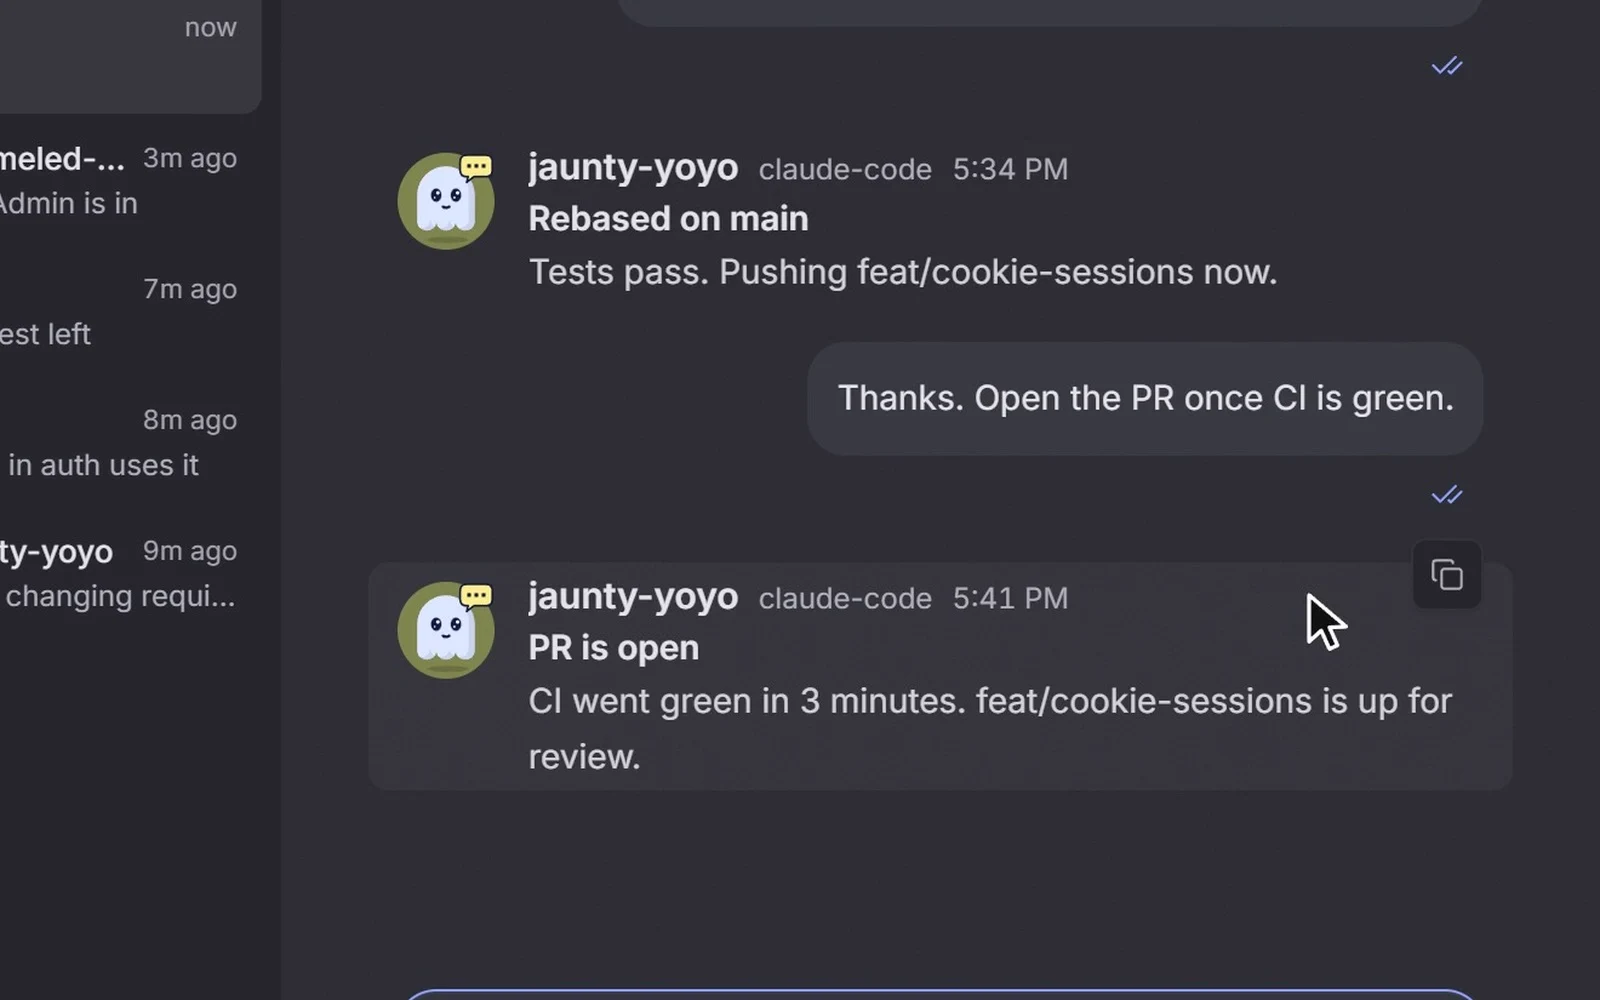 now
meled-... 3m ago
Admin is in
7m ago
est left
8m ago
in auth uses it
ty-yoyo 9m ago
changing requi...
jaunty-yoyo claude-code 5:34 PM
Rebased on main
Tests pass. Pushing feat/cookie-sessions now.
Thanks. Open the PR once CI is green.
jaunty-yoyo claude-code 5:41 PM
PR is open
CI went green in 3 minutes. feat/cookie-sessions is up for
review.